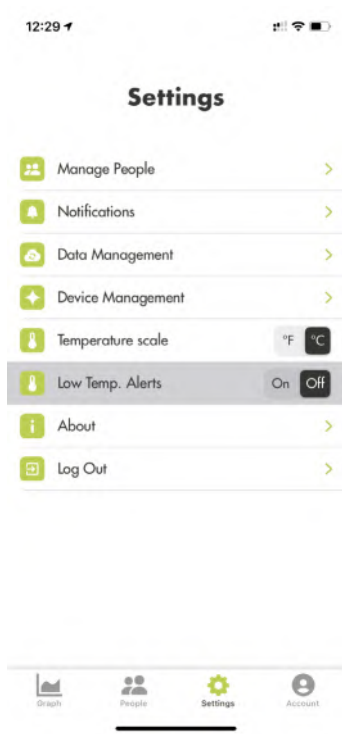 12:29
Settings
Manage People
Notifications
Data Management
Device Management
Temperature scale °F °C
Low Temp. Alerts On Off
About
Log Out
Graph People Settings Account